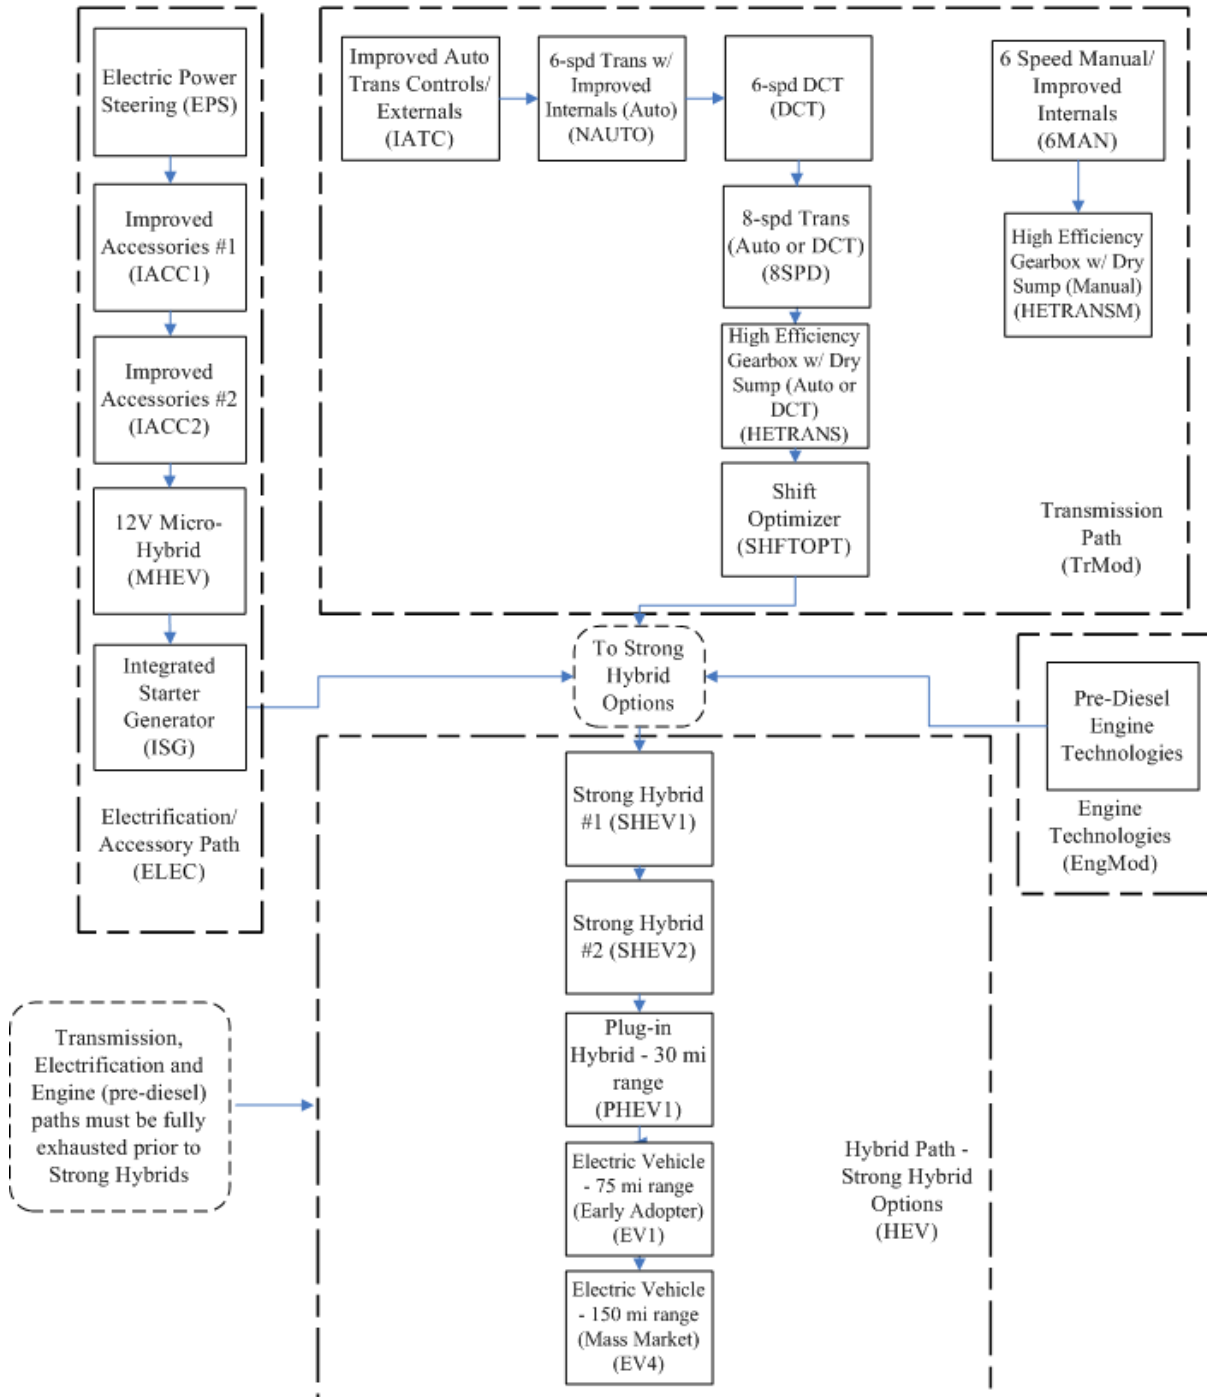 Electric Power
Steering (EPS)
Improved
Accessories #1
(IACC1)
Improved
Accessories #2
(IACC2)
12V Micro-
Hybrid
(MHEV)
Integrated
Starter
Generator
(ISG)
Electrification/
Accessory Path
(ELEC)
Improved Auto
Trans Controls/
Externals
(IATC)
6-spd Trans w/
Improved
Internals (Auto)
(NAUTO)
6-spd DCT
(DCT)
8-spd Trans
(Auto or DCT)
(8SPD)
High Efficiency
Gearbox w/ Dry
Sump (Auto or
DCT)
(HETRANS)
Shift
Optimizer
(SHFTOPT)
6 Speed Manual/
Improved
Internals
(6MAN)
High Efficiency
Gearbox w/ Dry
Sump (Manual)
(HETRANSM)
Transmission
Path
(TrMod)
To Strong
Hybrid
Options
Pre-Diesel
Engine
Technologies
Engine
Technologies
(EngMod)
Strong Hybrid
#1 (SHEV1)
Strong Hybrid
#2 (SHEV2)
Plug-in
Hybrid - 30 mi
range
(PHEV1)
Electric Vehicle
- 75 mi range
(Early Adopter)
(EV1)
Electric Vehicle
- 150 mi range
(Mass Market)
(EV4)
Hybrid Path -
Strong Hybrid
Options
(HEV)
Transmission,
Electrification and
Engine (pre-diesel)
paths must be fully
exhausted prior to
Strong Hybrids